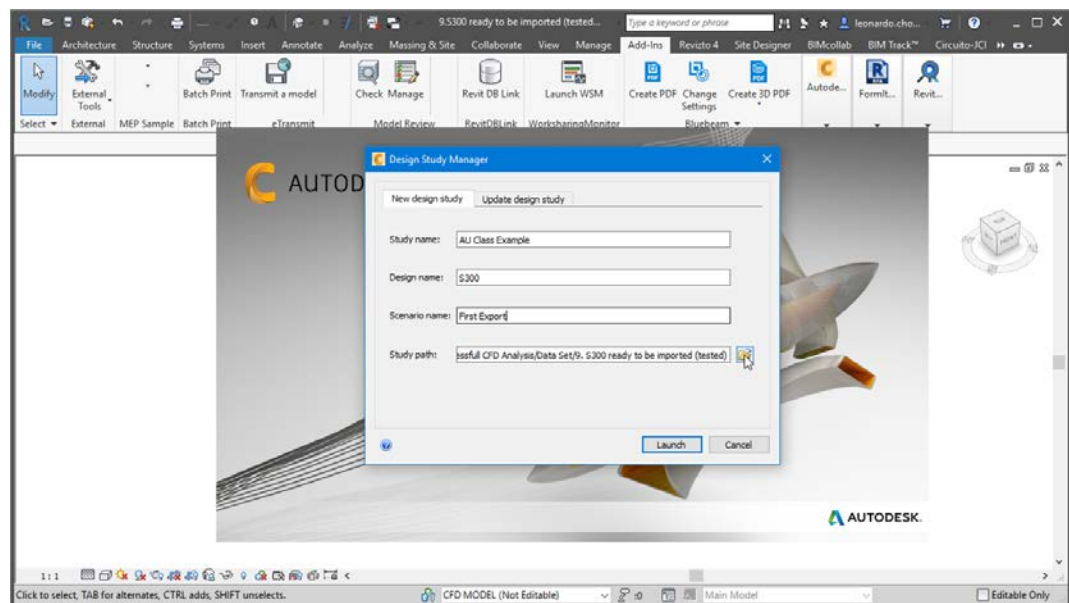 9.S300 ready to be imported (tested...
Type a keyword or phrase
leonardo.cho...
File Architecture Structure Systems Insert Annotate Analyze Massing & Site Collaborate View Manage Add-Ins Revizto 4 Site Designer BIMcollab BIM Track™ Circuito-JCI
Modify
External Tools
Batch Print
Transmit a model
Check
Manage
Revit DB Link
Launch WSM
Create PDF
Change Settings
Create 3D PDF
Autode...
FormIt...
Revit...
Select External MEP Sample Batch Print eTransmit Model Review RevitDBLink WorksharingMonitor Bluebeam
AUTOD
Design Study Manager
New design study
Update design study
Study name: AU Class Example
Design name: S300
Scenario name: First Export
Study path: essfull CFD Analysis/Data Set/9. S300 ready to be imported (tested)
Launch
Cancel
AUTODESK.
1:1
Click to select, TAB for alternates, CTRL adds, SHIFT unselects.
CFD MODEL (Not Editable)
:0
Main Model
Editable Only